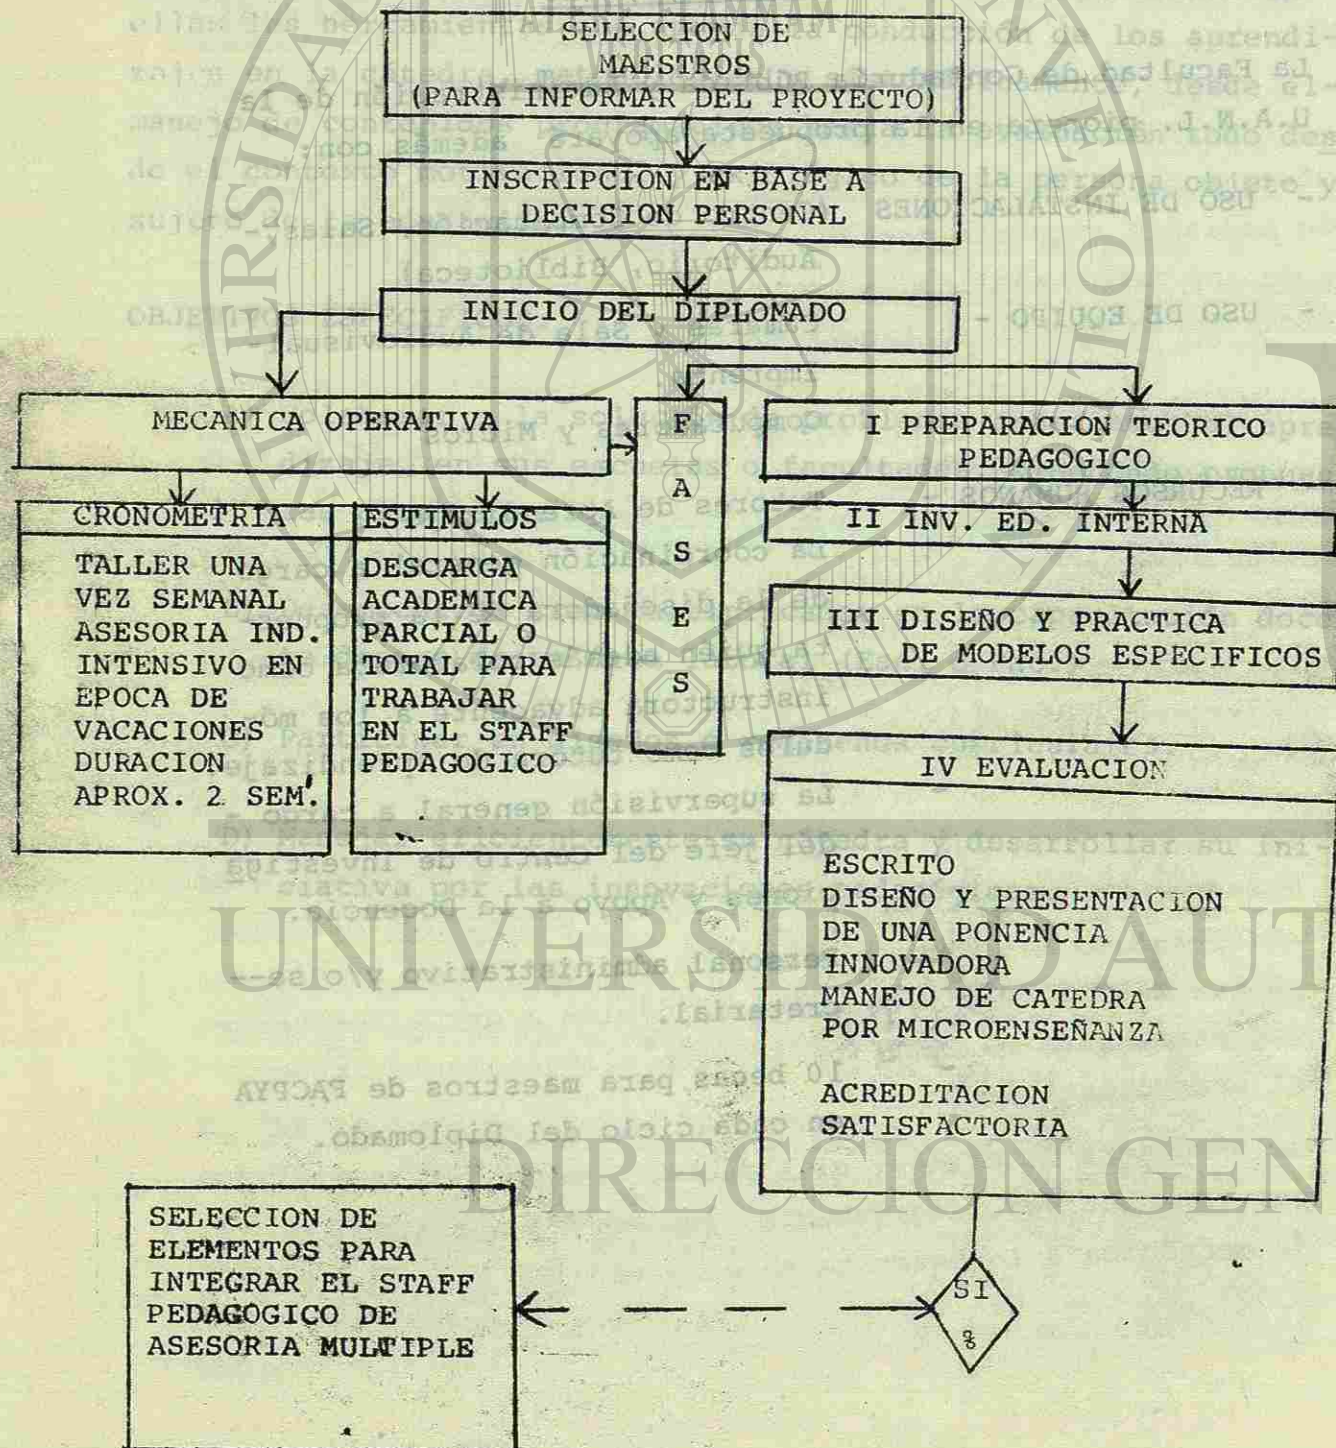 SELECCION DE
MAESTROS
(PARA INFORMAR DEL PROYECTO)
INSCRIPCION EN BASE A
DECISION PERSONAL
INICIO DEL DIPLOMADO
MECANICA OPERATIVA
CRONOMETRIA
TALLER UNA
VEZ SEMANAL
ASESORIA IND.
INTENSIVO EN
EPOCA DE
VACACIONES
DURACION
APROX. 2 SEM.
ESTIMULOS
DESCARGA
ACADEMICA
PARCIAL O
TOTAL PARA
TRABAJAR
EN EL STAFF
PEDAGOGICO
F
A
S
E
S
I PREPARACION TEORICO
PEDAGOGICO
II INV. ED. INTERNA
III DISEÑO Y PRACTICA
DE MODELOS ESPECIFICOS
IV EVALUACION
ESCRITO
DISEÑO Y PRESENTACION
DE UNA PONENCIA
INNOVADORA
MANEJO DE CATEDRA
POR MICROENSEÑANZA
ACREDITACION
SATISFACTORIA
SI
%
SELECCION DE
ELEMENTOS PARA
INTEGRAR EL STAFF
PEDAGOGICO DE
ASESORIA MULTIPLE
UNIVERSIDAD AUT
DIRECCION GEN